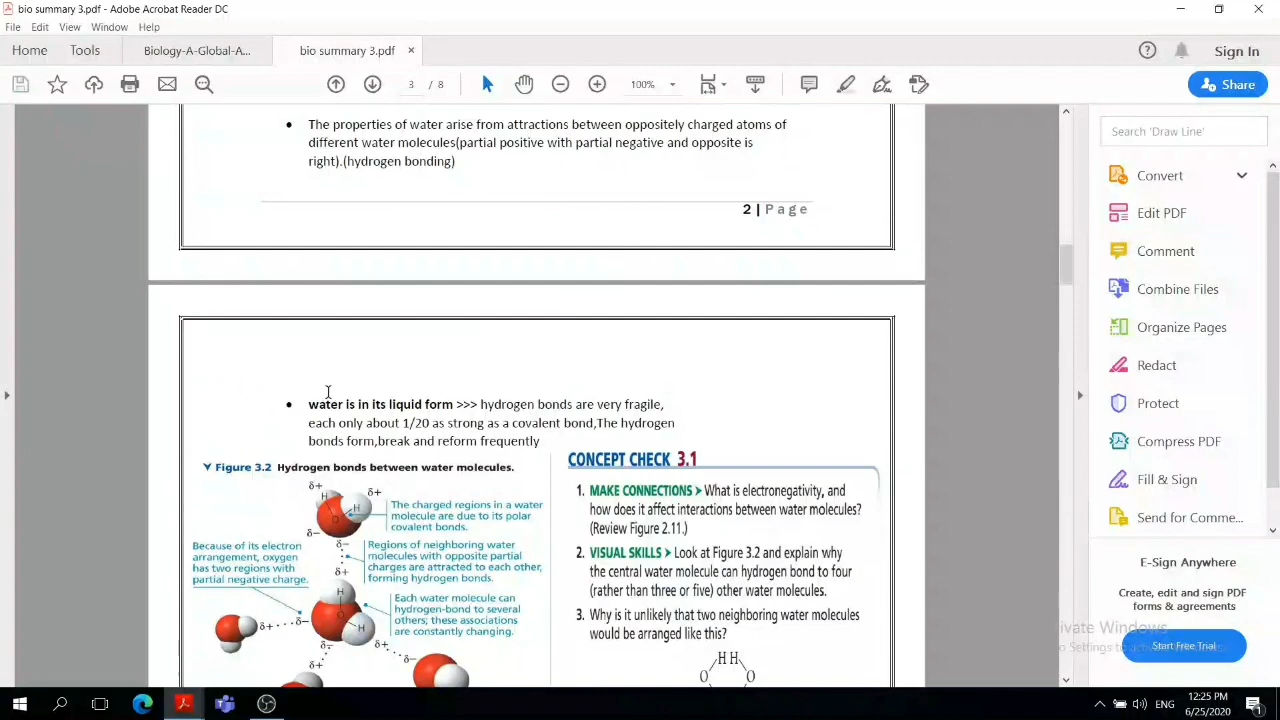 bio summary 3.pdf - Adobe Acrobat Reader DC
File Edit View Window Help
Home Tools Biology-A-Global-A... bio summary 3.pdf × Sign In
3 / 8 100% Share
• The properties of water arise from attractions between oppositely charged atoms of
different water molecules(partial positive with partial negative and opposite is
right).(hydrogen bonding)
2 | P a g e
• water is in its liquid form >>> hydrogen bonds are very fragile,
each only about 1/20 as strong as a covalent bond,The hydrogen
bonds form,break and reform frequently
Figure 3.2 Hydrogen bonds between water molecules.
δ+
H
δ+
H
O
The charged regions in a water
molecule are due to its polar
covalent bonds.
δ−
δ−
δ+
Because of its electron
arrangement, oxygen
has two regions with
partial negative charge.
Regions of neighboring water
molecules with opposite partial
charges are attracted to each other,
forming hydrogen bonds.
H
O
H
Each water molecule can
hydrogen-bond to several
others; these associations
are constantly changing.
δ+ δ−
δ− δ+
δ+ δ−
CONCEPT CHECK 3.1
1. MAKE CONNECTIONS > What is electronegativity, and
how does it affect interactions between water molecules?
(Review Figure 2.11.)
2. VISUAL SKILLS > Look at Figure 3.2 and explain why
the central water molecule can hydrogen bond to four
(rather than three or five) other water molecules.
3. Why is it unlikely that two neighboring water molecules
would be arranged like this?
H H
O O
Search 'Draw Line'
Convert
Edit PDF
Comment
Combine Files
Organize Pages
Redact
Protect
Compress PDF
Fill & Sign
Send for Comme...
E-Sign Anywhere
Create, edit and sign PDF
forms & agreements
Start Free Trial
ivate Windows
o Settings to
ENG
12:25 PM
6/25/2020
1